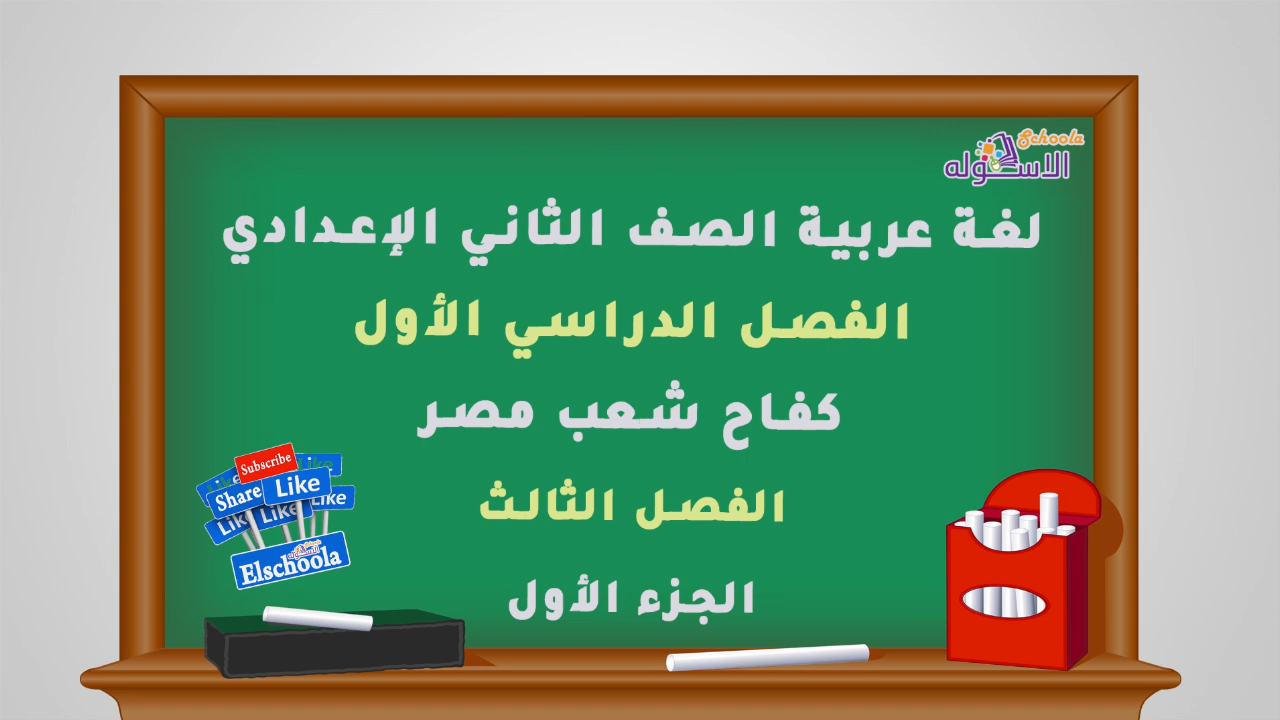 Schoola
الاسكوله
لغة عربية الصف الثاني الإعدادي
الفصل الدراسي الأول
كفاح شعب مصر
الفصل الثالث
الجزء الأول
Subscribe
Like
Share
Like
Like
Like
Like
Elschoola